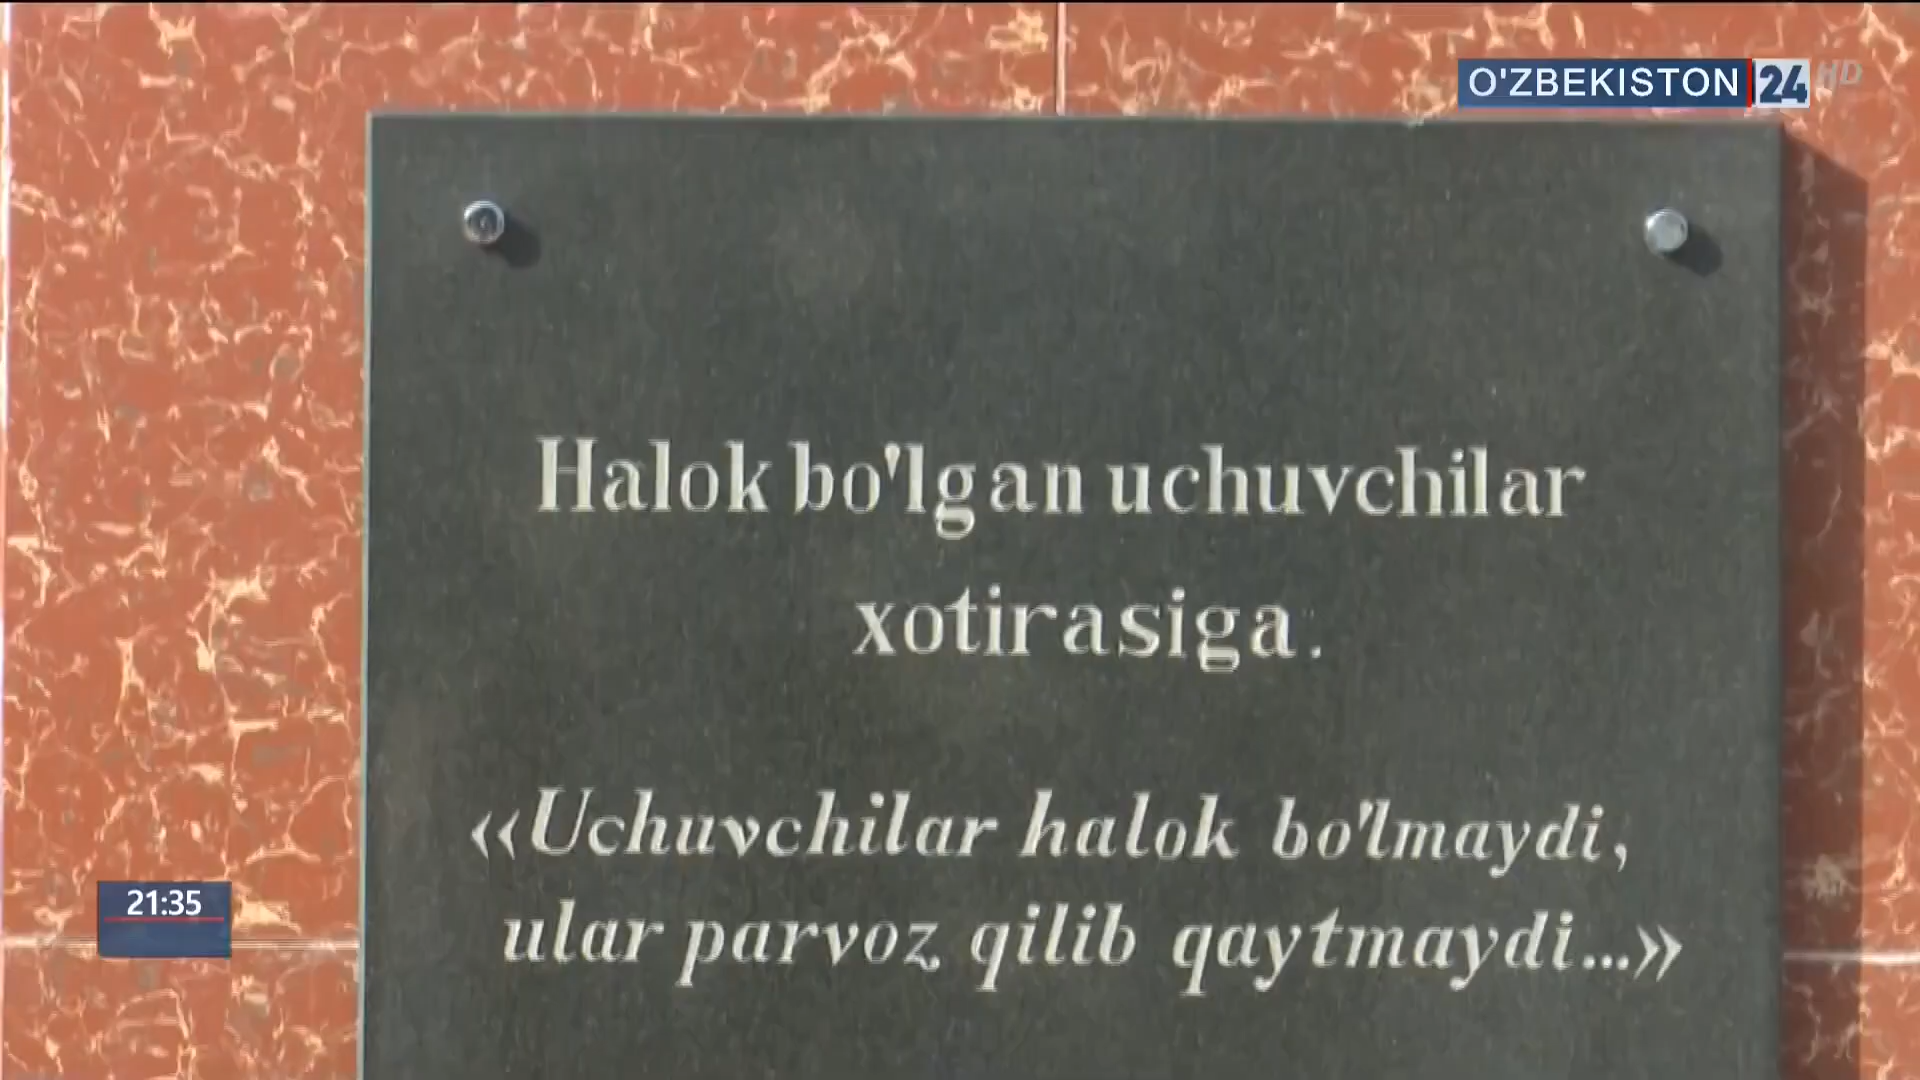 O'ZBEKISTON 24 HD
Halok bo'lgan uchuvchilar
xotirasiga.
«Uchuvchilar halok bo'lmaydi,
ular parvoz qilib qaytmaydi...»
21:35